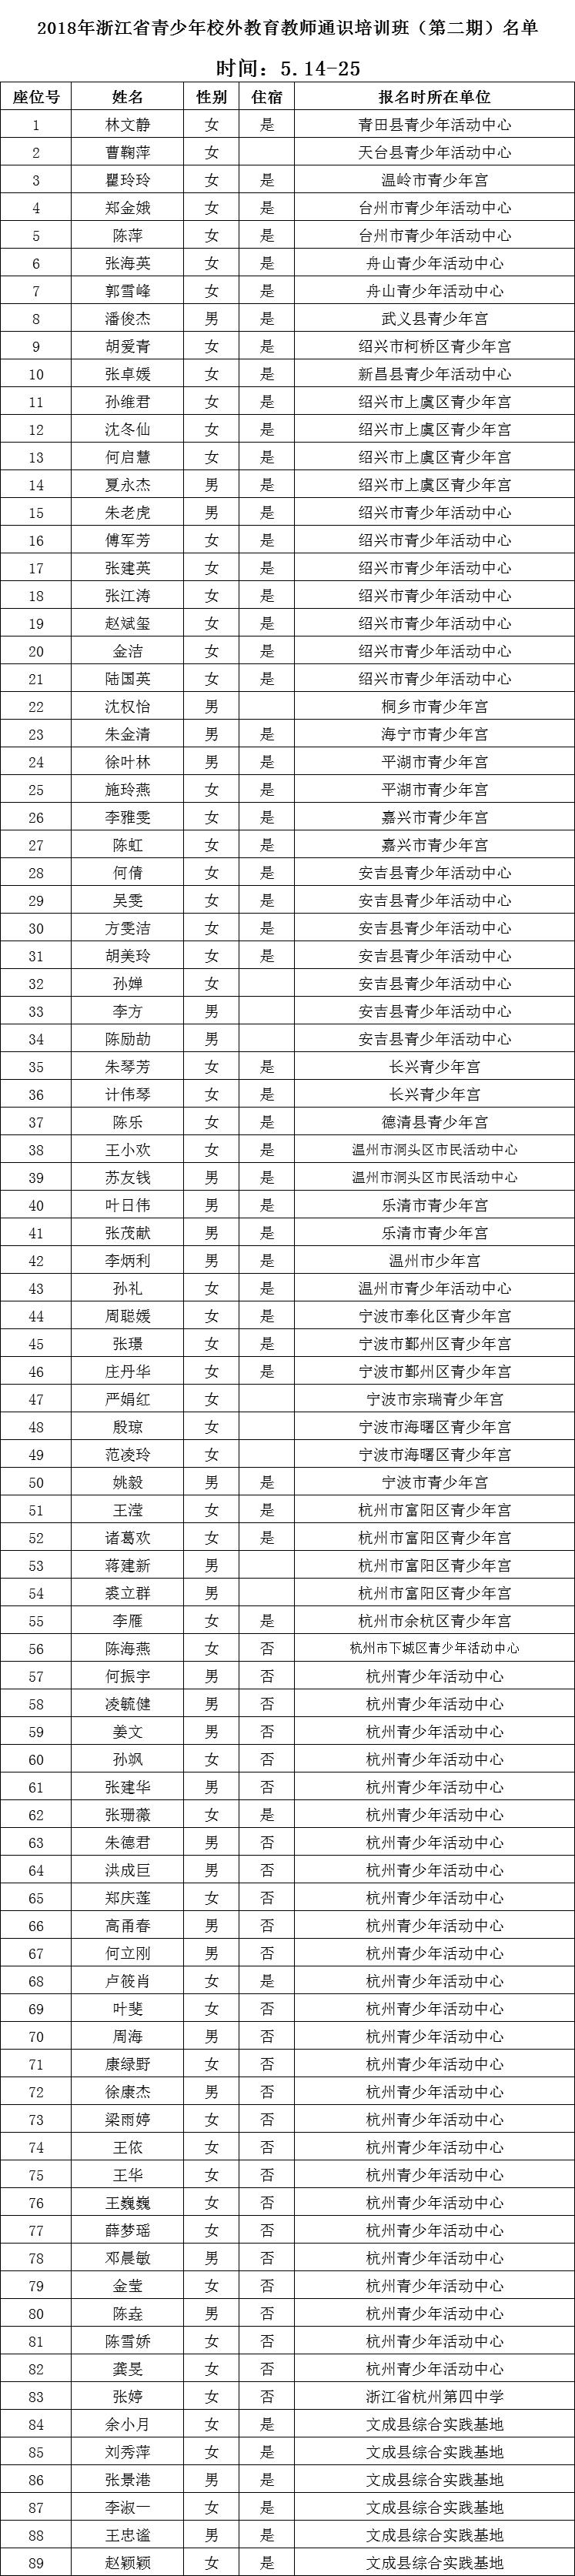 2018年浙江省青少年校外教育教师通识培训班（第二期）名单
时间：5.14-25
座位号 姓名 性别 住宿 报名时所在单位
1 林文静 女 是 青田县青少年活动中心
2 曹鞠萍 女 天台县青少年活动中心
3 瞿玲玲 女 是 温岭市青少年宫
4 郑金娥 女 是 台州市青少年活动中心
5 陈萍 女 是 台州市青少年活动中心
6 张海英 女 是 舟山青少年活动中心
7 郭雪峰 女 是 舟山青少年活动中心
8 潘俊杰 男 是 武义县青少年宫
9 胡爱青 女 是 绍兴市柯桥区青少年宫
10 张卓媛 女 是 新昌县青少年活动中心
11 孙维君 女 是 绍兴市上虞区青少年宫
12 沈冬仙 女 是 绍兴市上虞区青少年宫
13 何启慧 女 是 绍兴市上虞区青少年宫
14 夏永杰 男 是 绍兴市上虞区青少年宫
15 朱老虎 男 是 绍兴市青少年活动中心
16 傅军芳 女 是 绍兴市青少年活动中心
17 张建英 女 是 绍兴市青少年活动中心
18 张江涛 女 是 绍兴市青少年活动中心
19 赵斌玺 女 是 绍兴市青少年活动中心
20 金洁 女 是 绍兴市青少年活动中心
21 陆国英 女 是 绍兴市青少年活动中心
22 沈权怡 男 桐乡市青少年宫
23 朱金清 男 是 海宁市青少年宫
24 徐叶林 男 是 平湖市青少年宫
25 施玲燕 女 是 平湖市青少年宫
26 李雅雯 女 是 嘉兴市青少年宫
27 陈虹 女 是 嘉兴市青少年宫
28 何倩 女 是 安吉县青少年活动中心
29 吴雯 女 是 安吉县青少年活动中心
30 方雯洁 女 是 安吉县青少年活动中心
31 胡美玲 女 是 安吉县青少年活动中心
32 孙婵 女 安吉县青少年活动中心
33 李方 男 安吉县青少年活动中心
34 陈励劼 男 安吉县青少年活动中心
35 朱琴芳 女 是 长兴青少年宫
36 计伟琴 女 是 长兴青少年宫
37 陈乐 女 是 德清县青少年宫
38 王小欢 女 是 温州市洞头区市民活动中心
39 苏友钱 男 是 温州市洞头区市民活动中心
40 叶日伟 男 是 乐清市青少年宫
41 张茂献 男 是 乐清市青少年宫
42 李炳利 男 是 温州市少年宫
43 孙礼 女 是 温州市青少年活动中心
44 周聪媛 女 是 宁波市奉化区青少年宫
45 张璟 女 是 宁波市鄞州区青少年宫
46 庄丹华 女 是 宁波市鄞州区青少年宫
47 严娟红 女 宁波市宗瑞青少年宫
48 殷琼 女 宁波市海曙区青少年宫
49 范凌玲 女 宁波市海曙区青少年宫
50 姚毅 男 是 宁波市青少年宫
51 王滢 女 是 杭州市富阳区青少年宫
52 诸葛欢 女 是 杭州市富阳区青少年宫
53 蒋建新 男 杭州市富阳区青少年宫
54 裘立群 男 杭州市富阳区青少年宫
55 李雁 女 是 杭州市余杭区青少年宫
56 陈海燕 女 否 杭州市下城区青少年活动中心
57 何振宇 男 否 杭州青少年活动中心
58 凌毓健 男 否 杭州青少年活动中心
59 姜文 男 否 杭州青少年活动中心
60 孙飒 女 否 杭州青少年活动中心
61 张建华 男 否 杭州青少年活动中心
62 张珊薇 女 是 杭州青少年活动中心
63 朱德君 男 否 杭州青少年活动中心
64 洪成巨 男 否 杭州青少年活动中心
65 郑庆莲 女 否 杭州青少年活动中心
66 高甬春 男 否 杭州青少年活动中心
67 何立刚 男 否 杭州青少年活动中心
68 卢筱肖 女 是 杭州青少年活动中心
69 叶斐 女 否 杭州青少年活动中心
70 周海 男 否 杭州青少年活动中心
71 康绿野 女 否 杭州青少年活动中心
72 徐康杰 男 否 杭州青少年活动中心
73 梁雨婷 女 否 杭州青少年活动中心
74 王依 女 否 杭州青少年活动中心
75 王华 女 否 杭州青少年活动中心
76 王巍巍 女 否 杭州青少年活动中心
77 薛梦瑶 女 否 杭州青少年活动中心
78 邓晨敏 男 否 杭州青少年活动中心
79 金莹 女 否 杭州青少年活动中心
80 陈垚 男 否 杭州青少年活动中心
81 陈雪娇 女 否 杭州青少年活动中心
82 龚旻 女 否 杭州青少年活动中心
83 张婷 女 否 浙江省杭州第四中学
84 余小月 女 是 文成县综合实践基地
85 刘秀萍 女 是 文成县综合实践基地
86 张景港 男 是 文成县综合实践基地
87 李淑一 女 是 文成县综合实践基地
88 王忠谧 男 是 文成县综合实践基地
89 赵颖颖 女 是 文成县综合实践基地